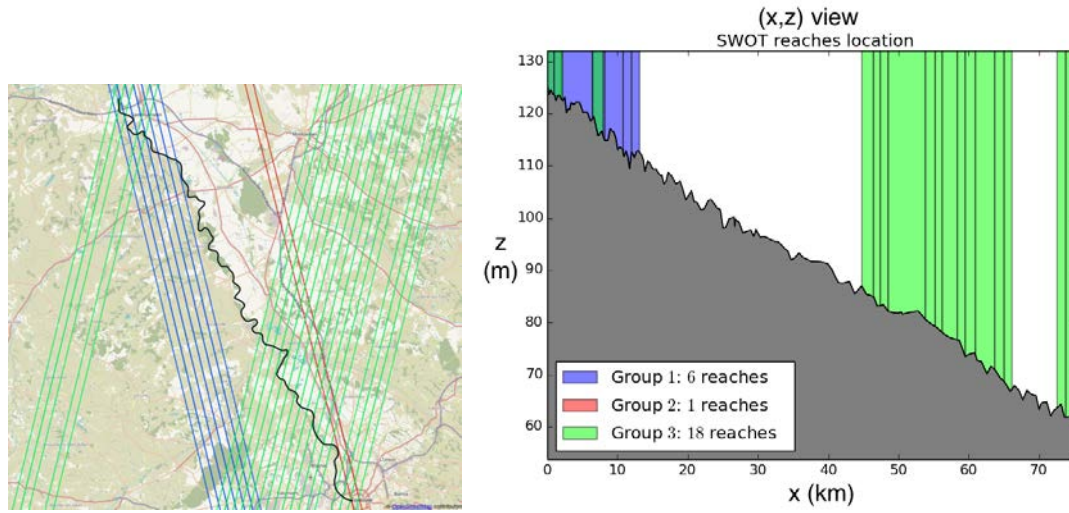 (x,z) view
SWOT reaches location
130
120
110
100
90
80
70
60
z
(m)
Group 1: 6 reaches
Group 2: 1 reaches
Group 3: 18 reaches
0
10
20
30
40
50
60
70
x (km)